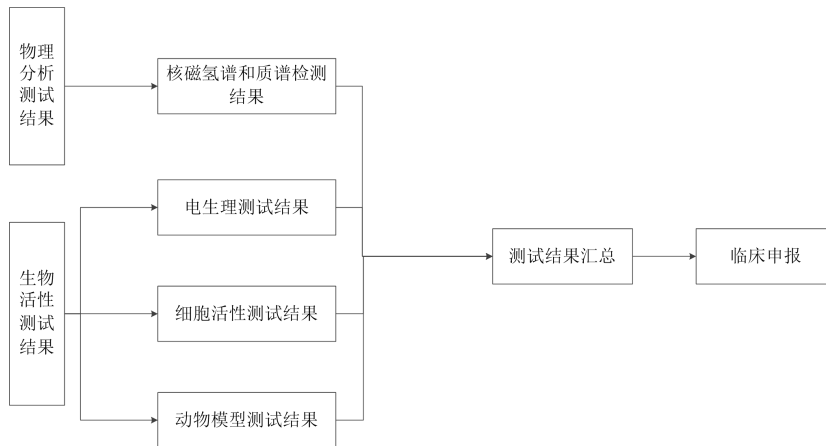 物理
分析
测试
结果
核磁氢谱和质谱检测
结果
电生理测试结果
生物
活性
测试
结果
细胞活性测试结果
动物模型测试结果
测试结果汇总
临床申报